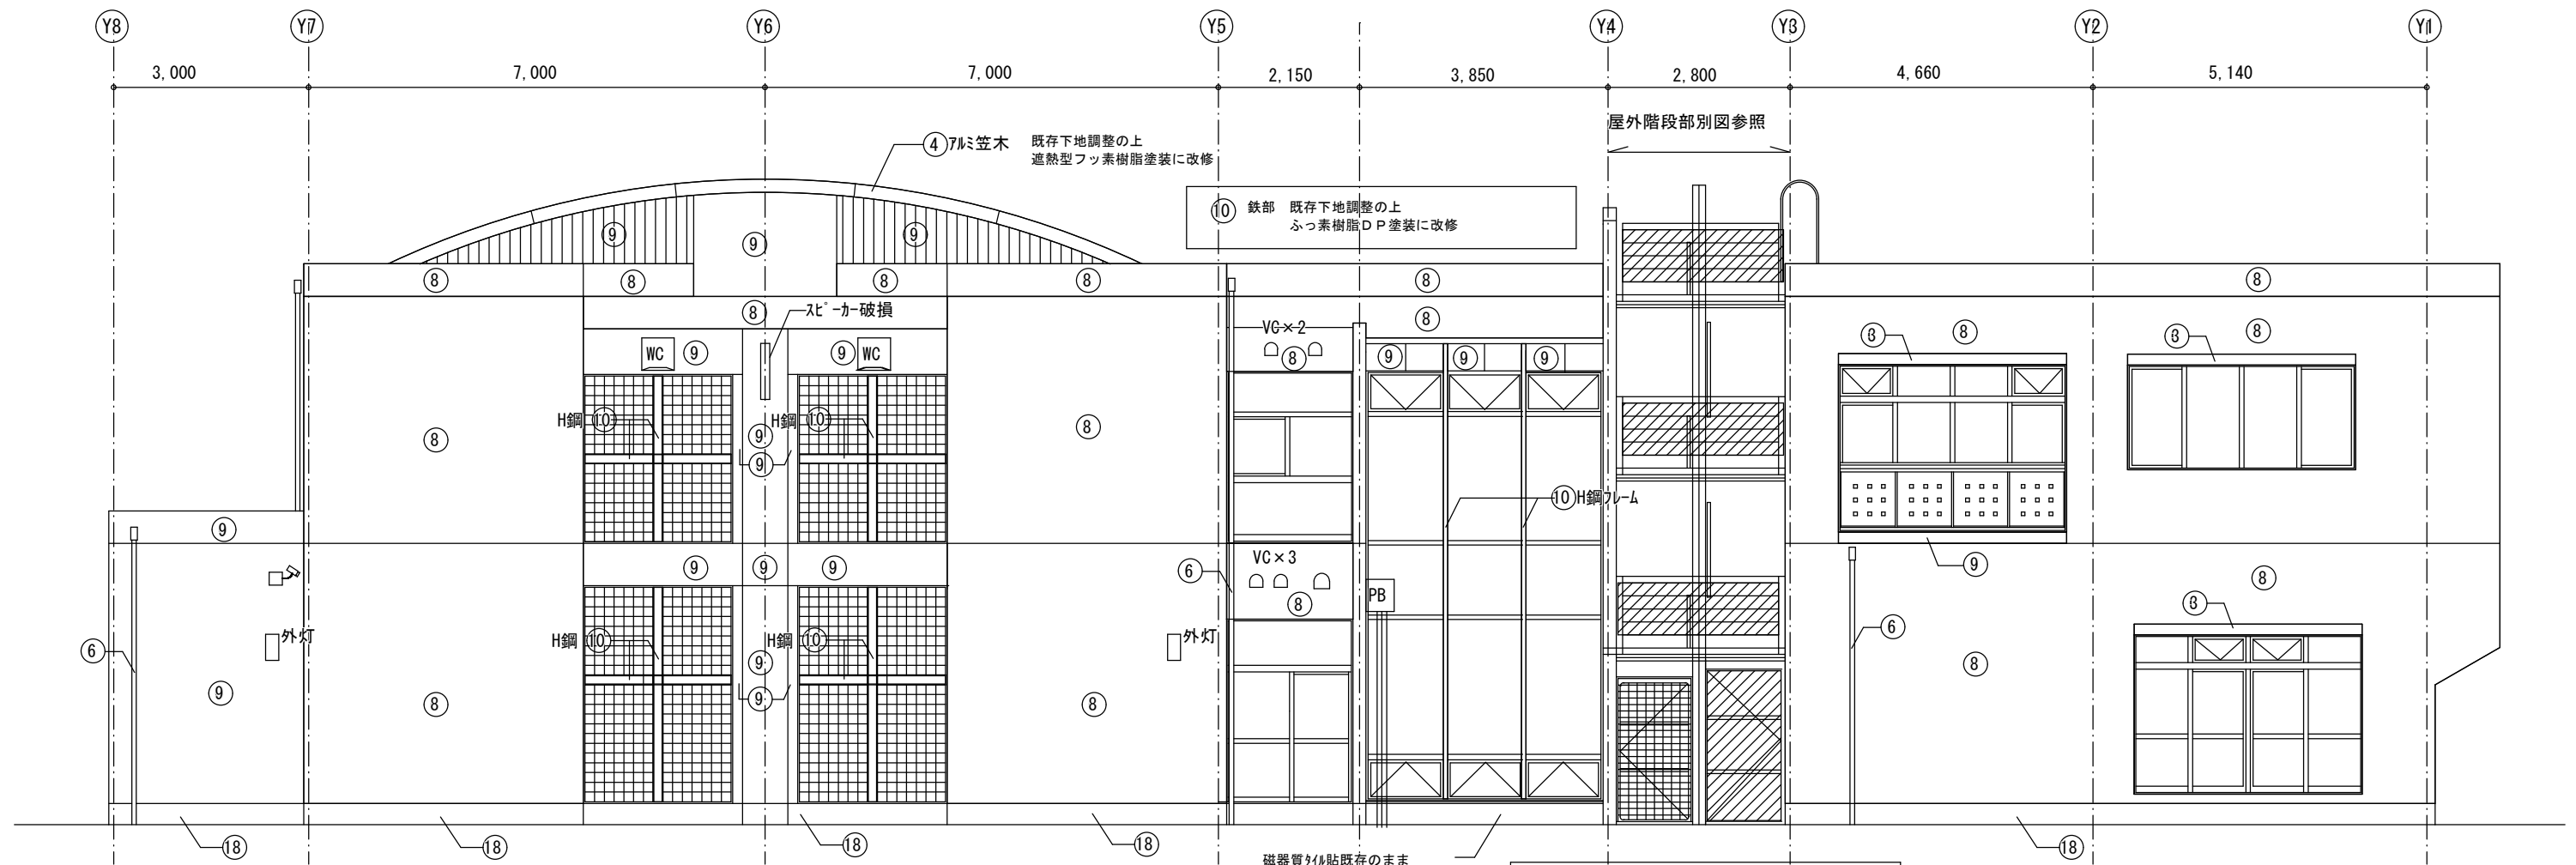 Y8 Y7 Y6 Y5 Y4 Y3 Y2 Y1
3,000 7,000 7,000 2,150 3,850 2,800 4,660 5,140
屋外階段部別図参照
④ ｱﾙﾐ笠木 既存下地調整の上
遮熱型フッ素樹脂塗装に改修
⑩ 鉄部 既存下地調整の上
ふっ素樹脂DP塗装に改修
⑨ ⑨ ⑨
⑧ ⑧ ⑧ ⑧ ⑧ ⑧
⑧ ｽﾋﾟｰｶｰ破損 ⑧
VC×2
⑧ ⑧
WC ⑨ ⑨ WC ⑧ ⑨ ⑨ ⑨
H鋼 ⑩ H鋼 ⑩
⑧ ⑨ ⑧
⑨
⑩ H鋼ﾌﾚｰﾑ
⑨
VC×3
⑨ ⑨ ⑨ ⑥ ⑨
⑧ PB ⑧
外灯 H鋼 ⑩ H鋼 ⑩ 外灯 ⑥
⑥ ⑨ ⑧
⑨ ⑧ ⑨ ⑧
⑱ ⑱ ⑱ ⑱ ⑱
磁器質ﾀｲﾙ貼既存のまま